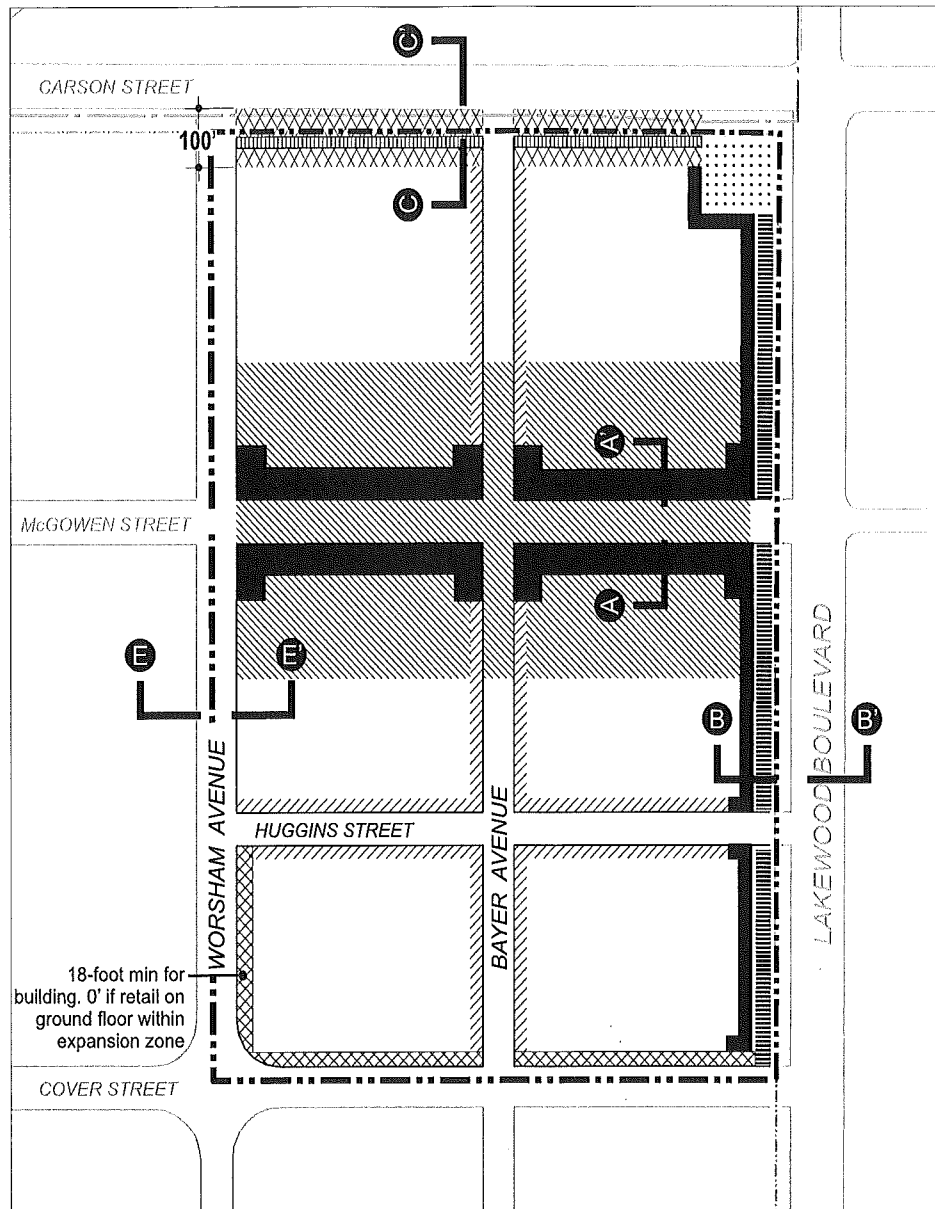 C'
CARSON STREET
100'
C
A'
McGOWEN STREET
A
E
E'
B
B'
LAKEWOOD BOULEVARD
WORSHAM AVENUE
HUGGINS STREET
BAYER AVENUE
18-foot min for
building. 0' if retail on
ground floor within
expansion zone
COVER STREET